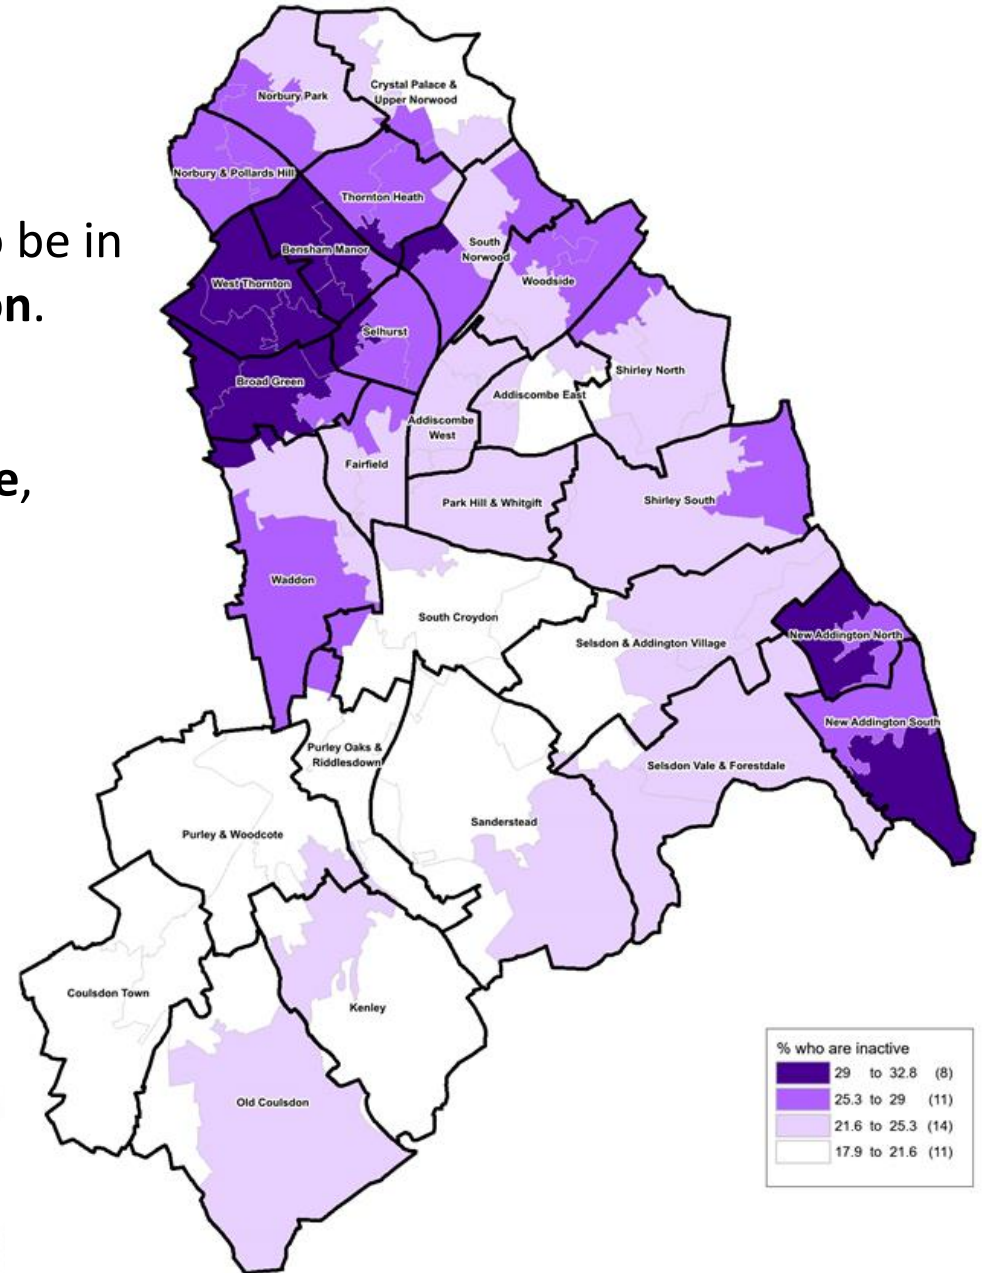 be in
on.
e,
Norbury Park
Crystal Palace &
Upper Norwood
Norbury & Pollards Hill
Thornton Heath
Bensham Manor
South
Norwood
West Thornton
Woodside
Selhurst
Broad Green
Shirley North
Addiscombe East
Addiscombe
West
Fairfield
Park Hill & Whitgift
Shirley South
Waddon
South Croydon
Selsdon & Addington Village
New Addington North
New Addington South
Purley Oaks &
Riddlesdown
Selsdon Vale & Forestdale
Sanderstead
Purley & Woodcote
Coulsdon Town
Kenley
Old Coulsdon
% who are inactive
29 to 32.8 (8)
25.3 to 29 (11)
21.6 to 25.3 (14)
17.9 to 21.6 (11)